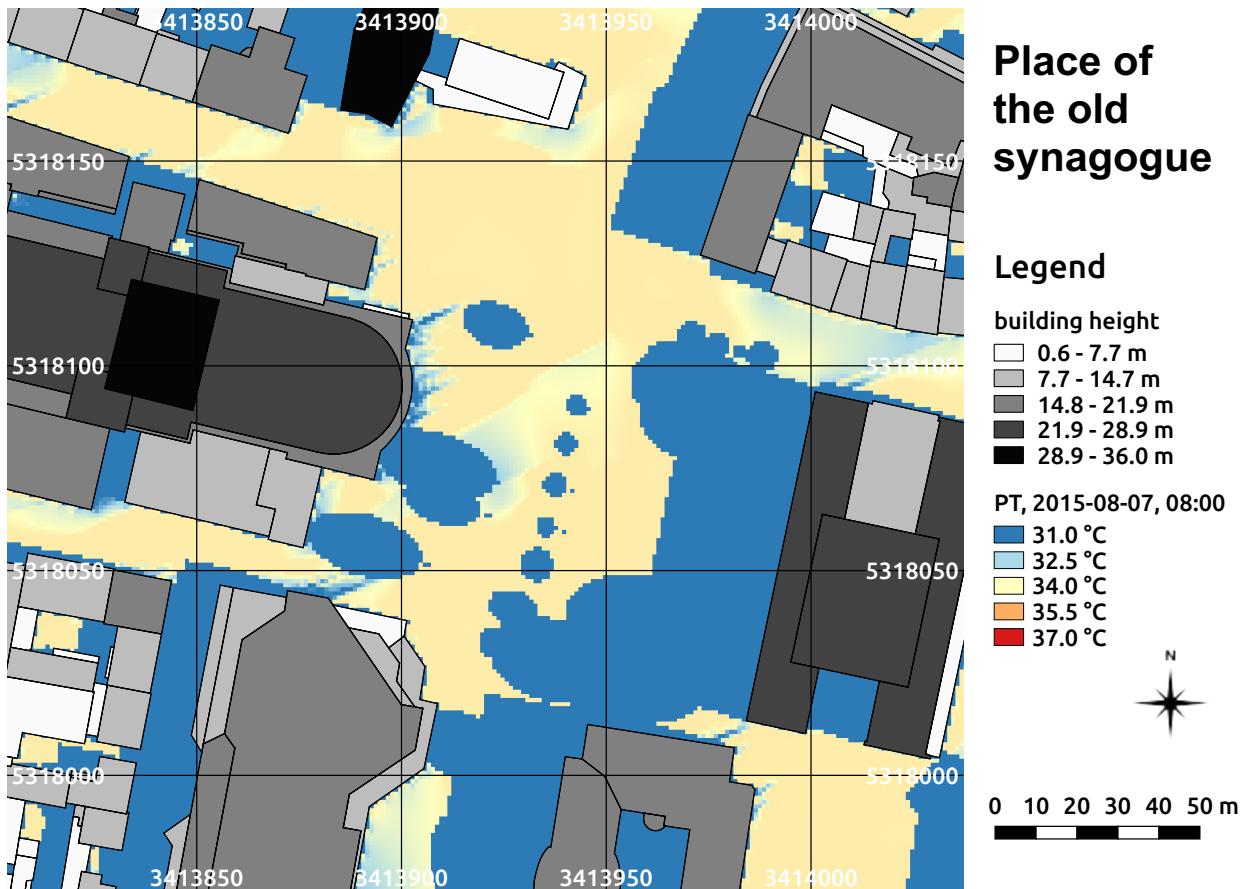 3413850 3413900 3413950 3414000
5318150 5318150
5318100 5318100
5318050 5318050
5318000 5318000
3413850 3413900 3413950 3414000
Place of
the old
synagogue
Legend
building height
0.6 - 7.7 m
7.7 - 14.7 m
14.8 - 21.9 m
21.9 - 28.9 m
28.9 - 36.0 m
PT, 2015-08-07, 08:00
31.0 °C
32.5 °C
34.0 °C
35.5 °C
37.0 °C
N
0 10 20 30 40 50 m